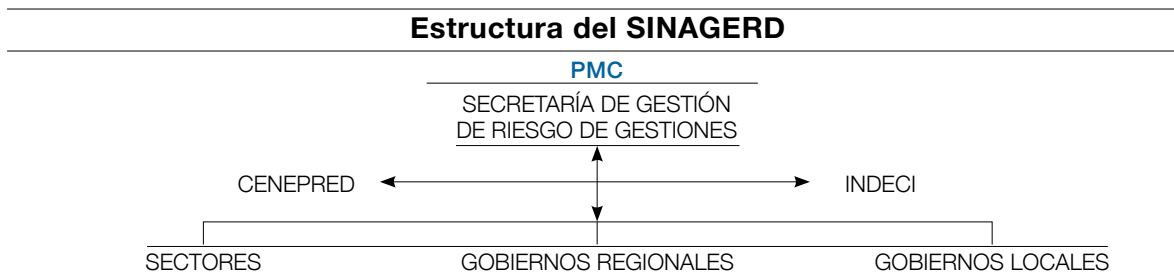 Estructura del SINAGERD
PMC
SECRETARÍA DE GESTIÓN
DE RIESGO DE GESTIONES
CENEPRED INDECI
SECTORES GOBIERNOS REGIONALES GOBIERNOS LOCALES